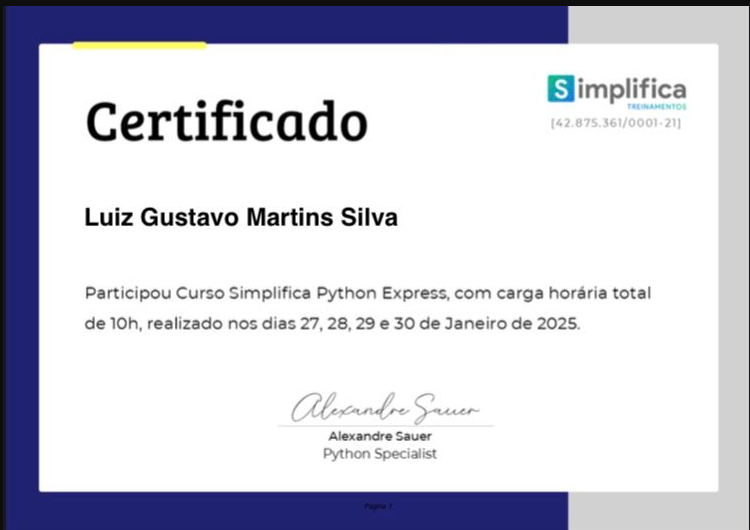 Simplifica
TREINAMENTOS
[42.875.361/0001-21]
Certificado
Luiz Gustavo Martins Silva
Participou Curso Simplifica Python Express, com carga horária total
de 10h, realizado nos dias 27, 28, 29 e 30 de Janeiro de 2025.
Alexandre Sauer
Alexandre Sauer
Python Specialist
Página 1